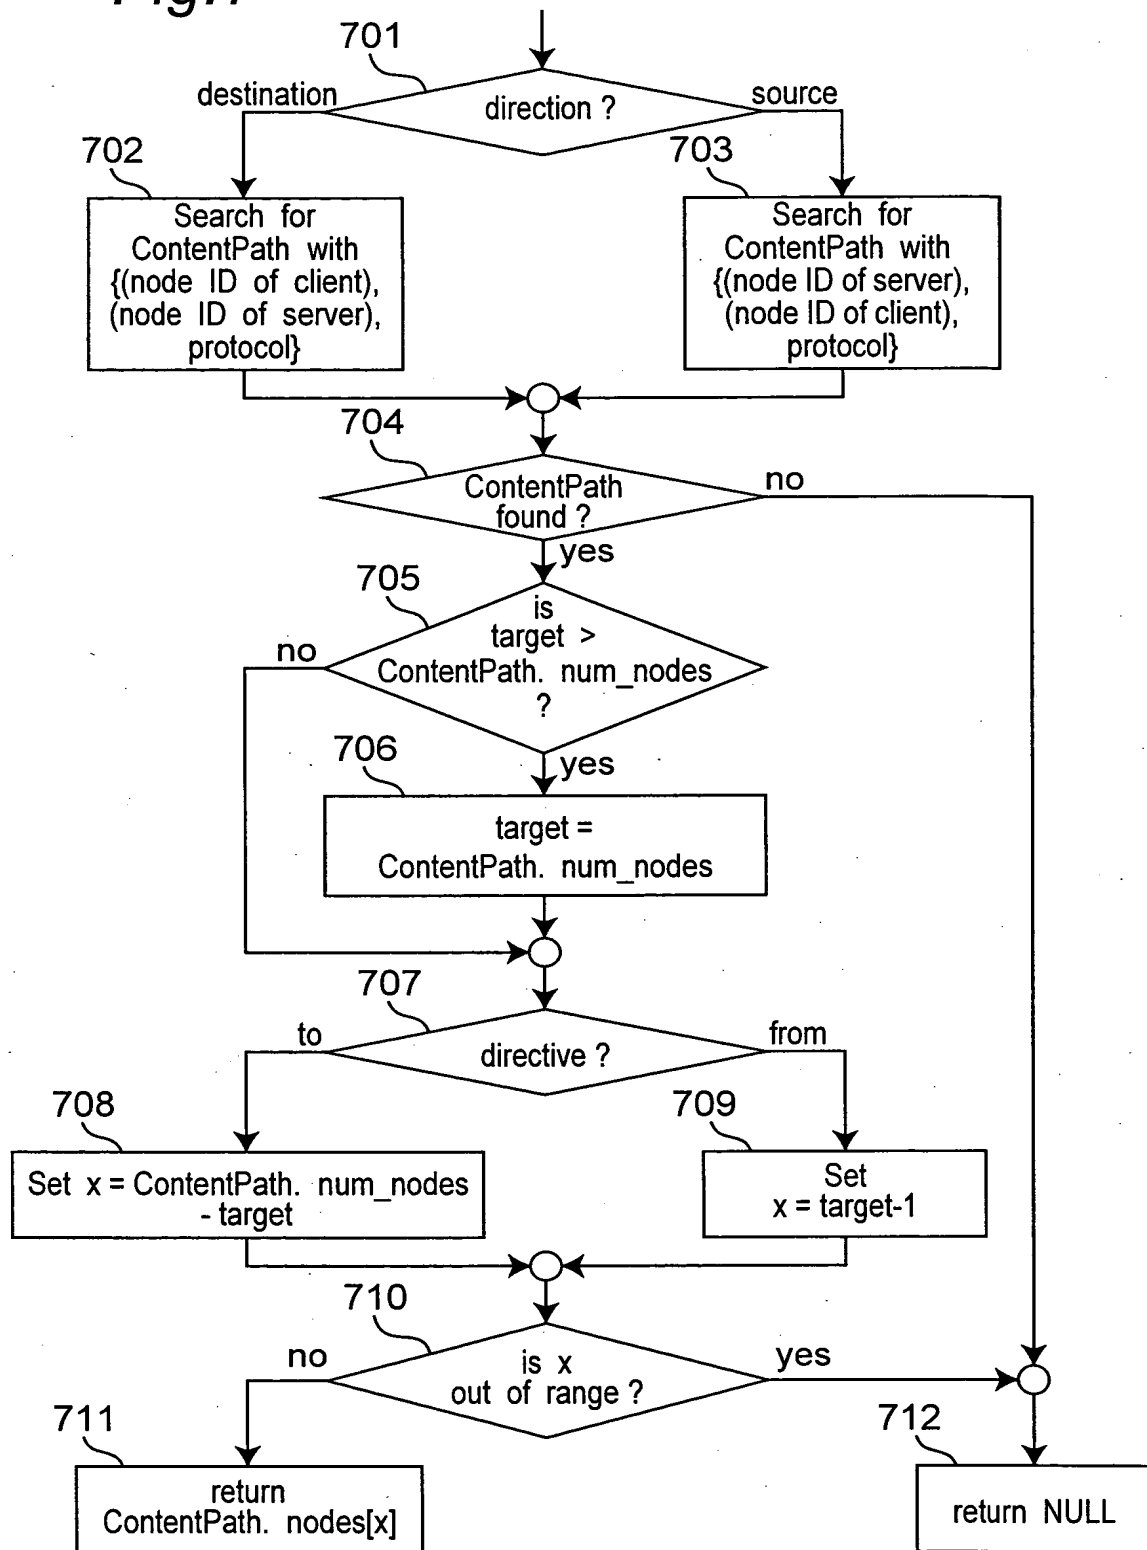 701
direction ?
destination
source
702
703
Search for
ContentPath with
{(node ID of client),
(node ID of server),
protocol}
Search for
ContentPath with
{(node ID of server),
(node ID of client),
protocol}
704
ContentPath
found ?
no
yes
705
is
target >
ContentPath. num_nodes
?
no
yes
706
target =
ContentPath. num_nodes
707
directive ?
to
from
708
709
Set x = ContentPath. num_nodes
- target
Set
x = target-1
710
is x
out of range ?
no
yes
711
712
return
ContentPath. nodes[x]
return NULL